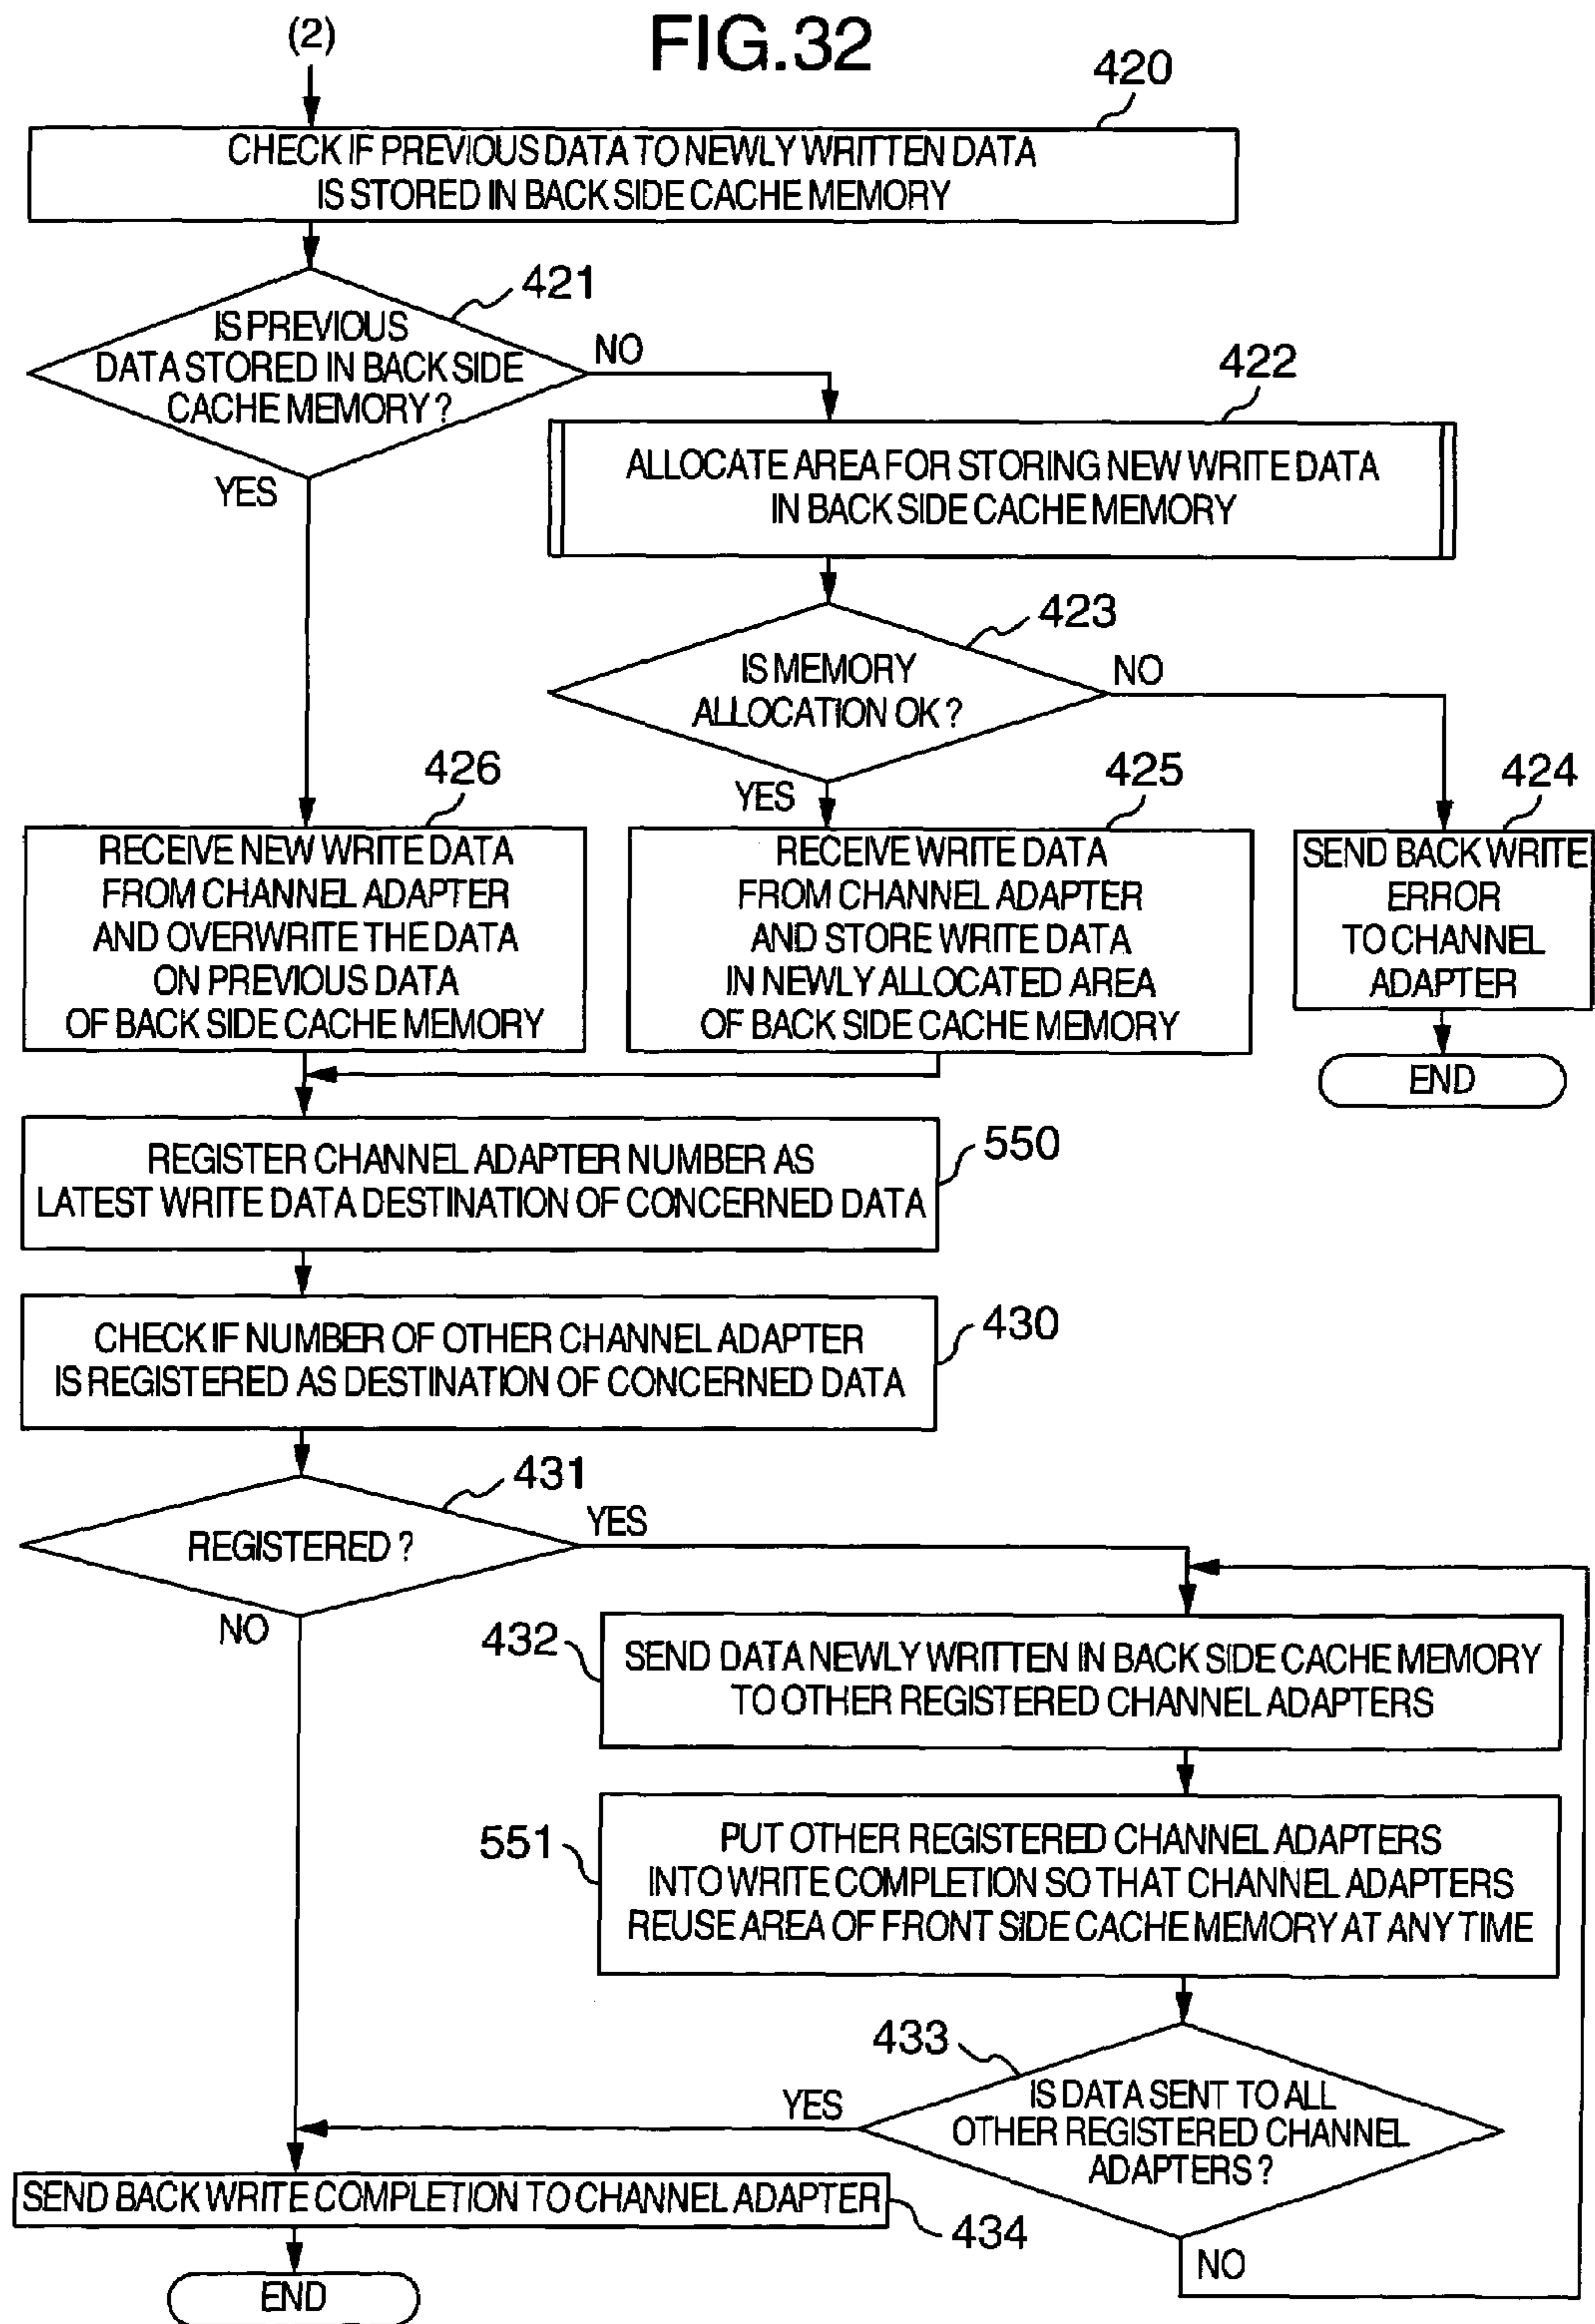 (2)
FIG.32
420
CHECK IF PREVIOUS DATA TO NEWLY WRITTEN DATA
IS STORED IN BACK SIDE CACHE MEMORY
421
IS PREVIOUS
DATA STORED IN BACK SIDE
CACHE MEMORY ?
NO
YES
422
ALLOCATE AREA FOR STORING NEW WRITE DATA
IN BACK SIDE CACHE MEMORY
423
IS MEMORY
ALLOCATION OK ?
NO
YES
426
RECEIVE NEW WRITE DATA
FROM CHANNEL ADAPTER
AND OVERWRITE THE DATA
ON PREVIOUS DATA
OF BACK SIDE CACHE MEMORY
425
RECEIVE WRITE DATA
FROM CHANNEL ADAPTER
AND STORE WRITE DATA
IN NEWLY ALLOCATED AREA
OF BACK SIDE CACHE MEMORY
424
SEND BACK WRITE
ERROR
TO CHANNEL
ADAPTER
END
550
REGISTER CHANNEL ADAPTER NUMBER AS
LATEST WRITE DATA DESTINATION OF CONCERNED DATA
430
CHECK IF NUMBER OF OTHER CHANNEL ADAPTER
IS REGISTERED AS DESTINATION OF CONCERNED DATA
431
REGISTERED ?
YES
NO
432
SEND DATA NEWLY WRITTEN IN BACK SIDE CACHE MEMORY
TO OTHER REGISTERED CHANNEL ADAPTERS
551
PUT OTHER REGISTERED CHANNEL ADAPTERS
INTO WRITE COMPLETION SO THAT CHANNEL ADAPTERS
REUSE AREA OF FRONT SIDE CACHE MEMORY AT ANY TIME
433
IS DATA SENT TO ALL
OTHER REGISTERED CHANNEL
ADAPTERS ?
YES
NO
SEND BACK WRITE COMPLETION TO CHANNEL ADAPTER
434
END